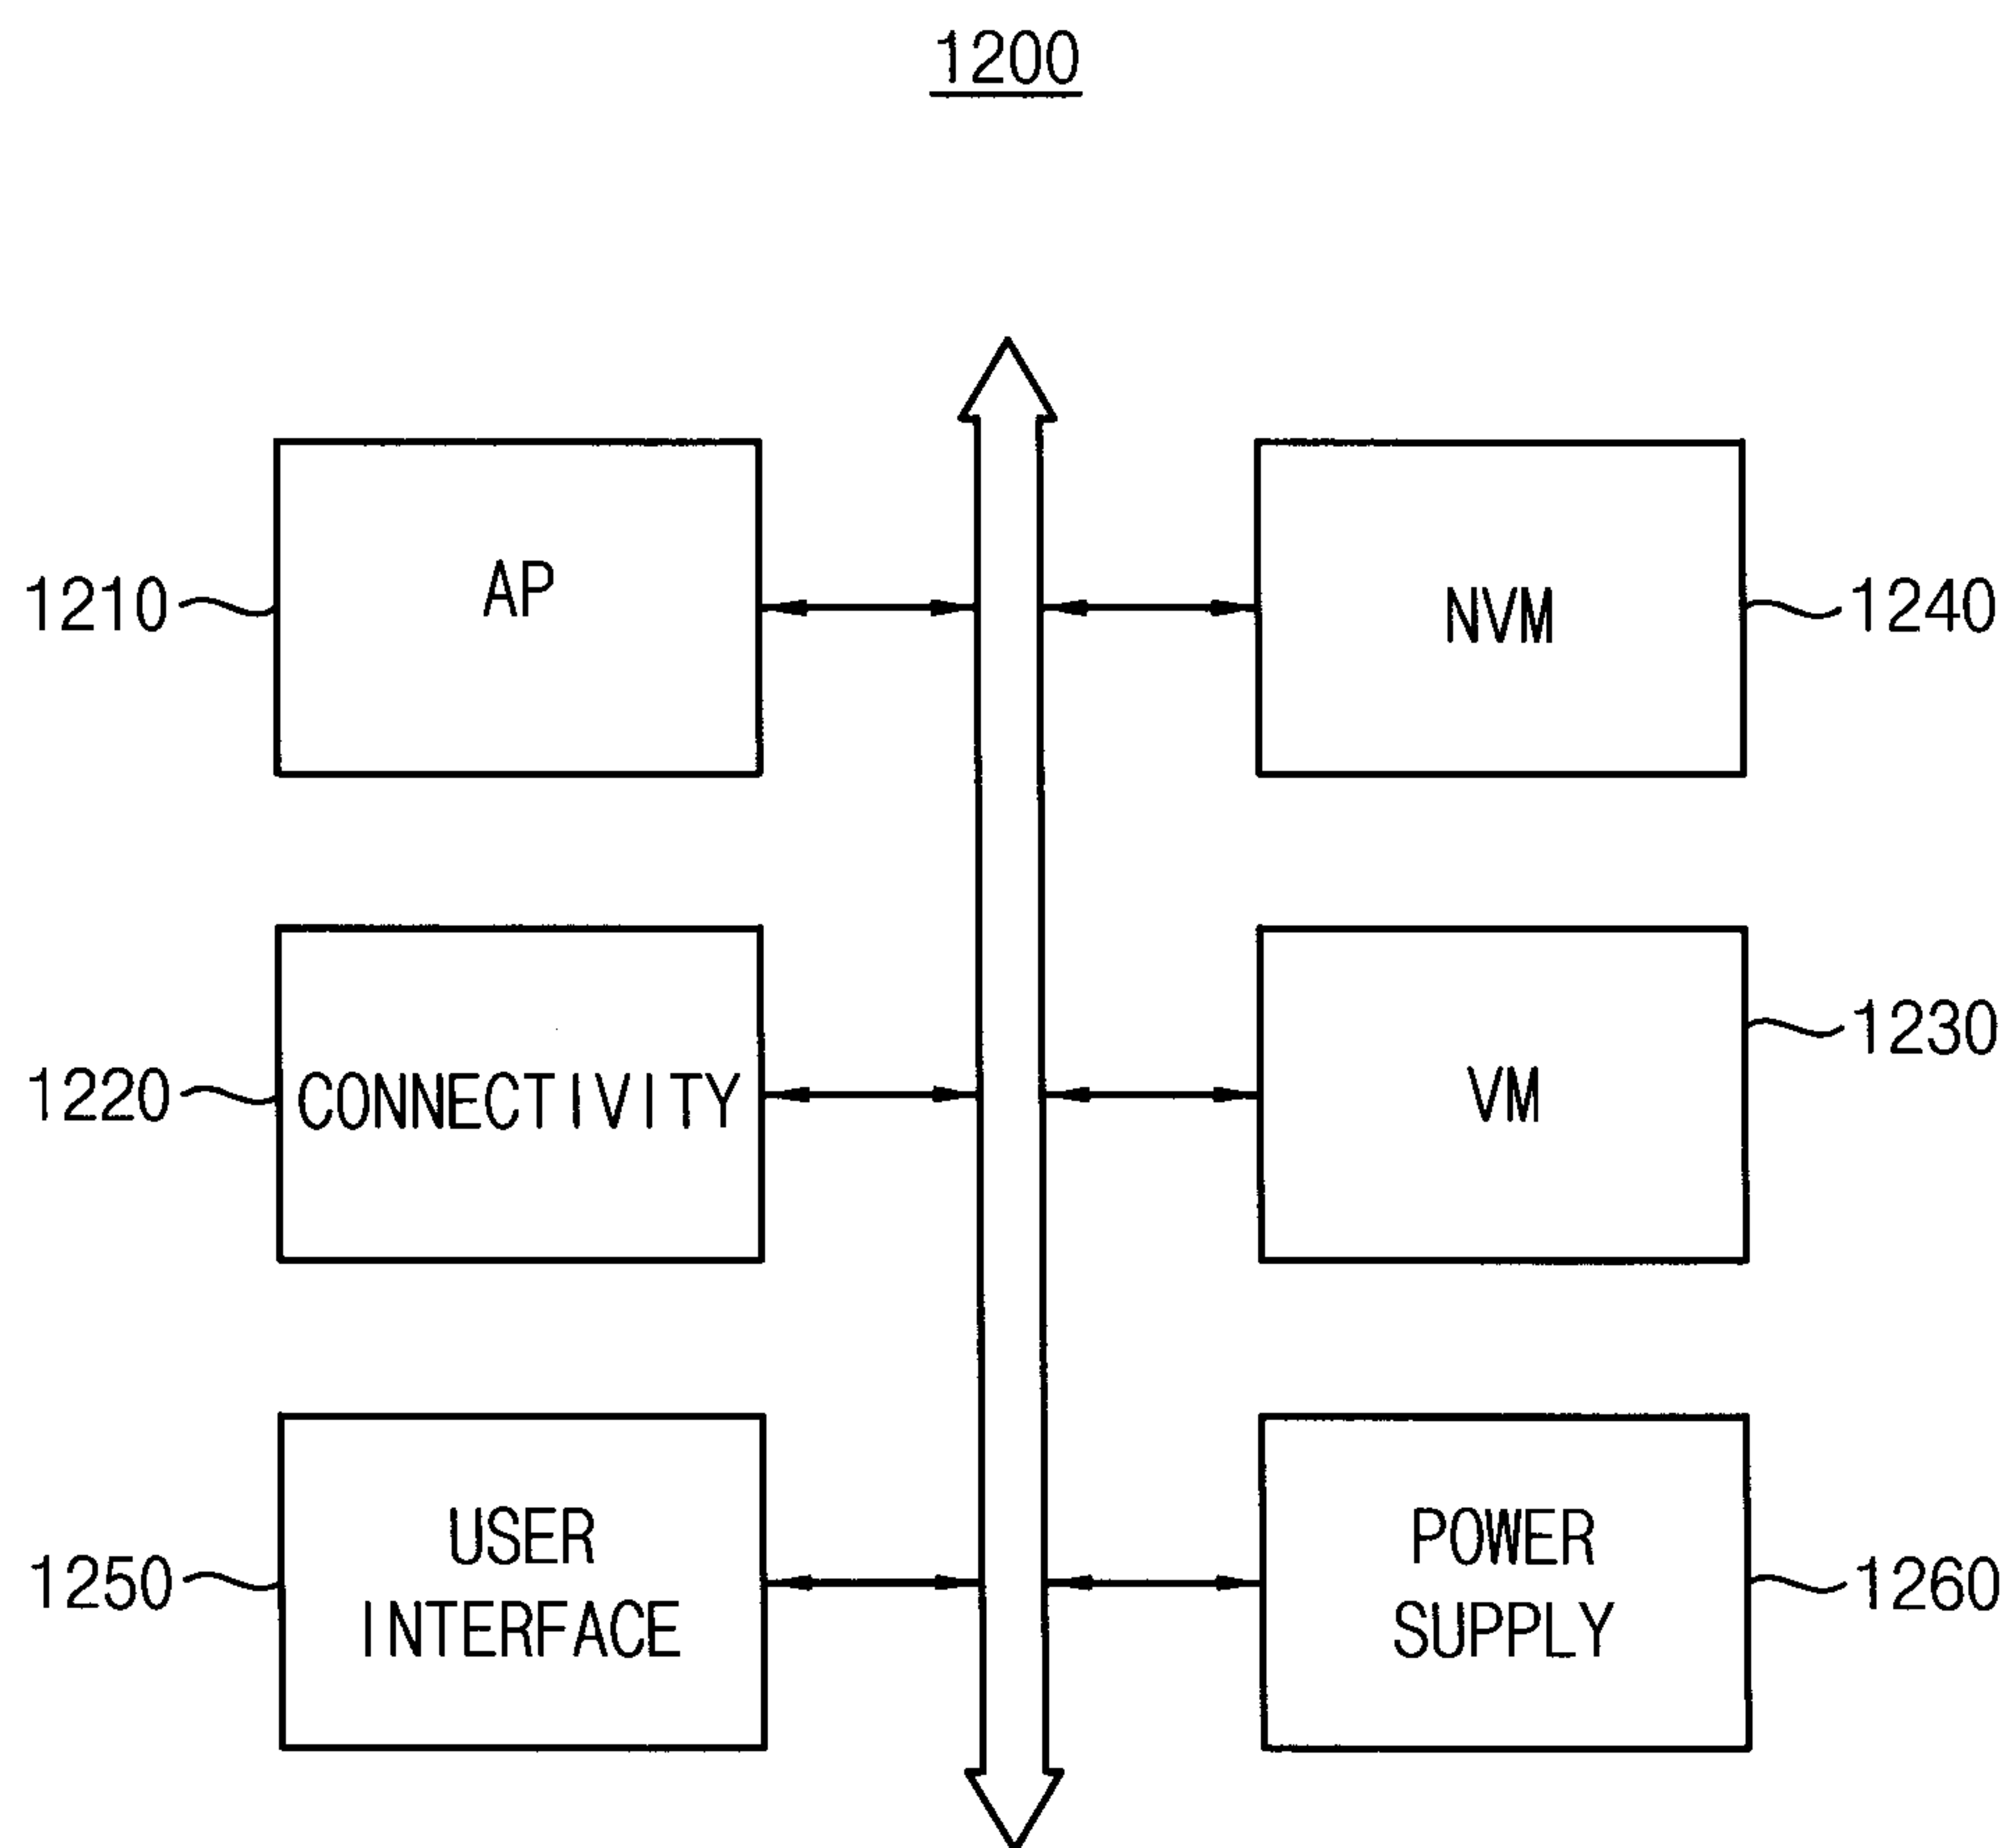 1200
1210
AP
NVM
1240
1220
CONNECTIVITY
VM
1230
1250
USER
INTERFACE
POWER
SUPPLY
1260